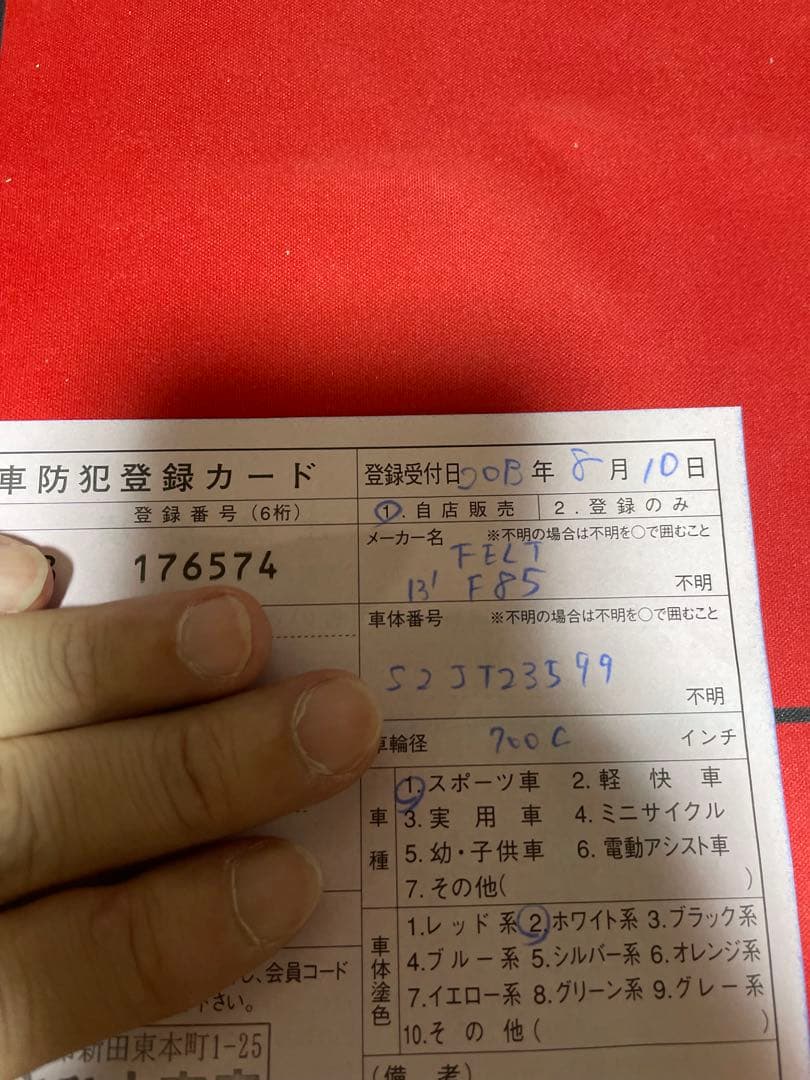 車防犯登録カード
登録番号(6桁)
176574
登録受付日 2013年 8月 10日
1. 自店販売 2. 登録のみ
メーカー名 ※不明の場合は不明を○で囲むこと
FELT
13' F85 不明
車体番号 ※不明の場合は不明を○で囲むこと
S2JT23599
不明
車輪径 700C インチ
車種
1. スポーツ車 2. 軽快車
3. 実用車 4. ミニサイクル
5. 幼・子供車 6. 電動アシスト車
7. その他( )
車体塗色
1.レッド系 2.ホワイト系 3.ブラック系
4.ブルー系 5.シルバー系 6.オレンジ系
7.イエロー系 8.グリーン系 9.グレー系
10.その他( )
し、会員コード
下さい。
新田東本町1-25
(備考)